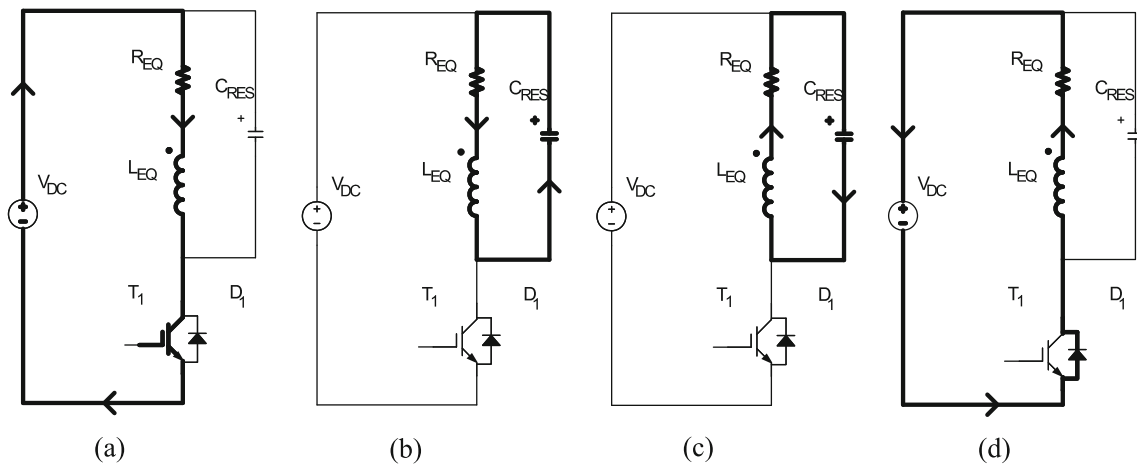 R_EQ
C_RES
+
L_EQ
V_DC
+
-
T_1
D_1
(a)
R_EQ
C_RES
+
L_EQ
V_DC
+
-
T_1
D_1
(b)
R_EQ
C_RES
+
L_EQ
V_DC
+
-
T_1
D_1
(c)
R_EQ
C_RES
+
L_EQ
V_DC
+
-
T_1
D_1
(d)